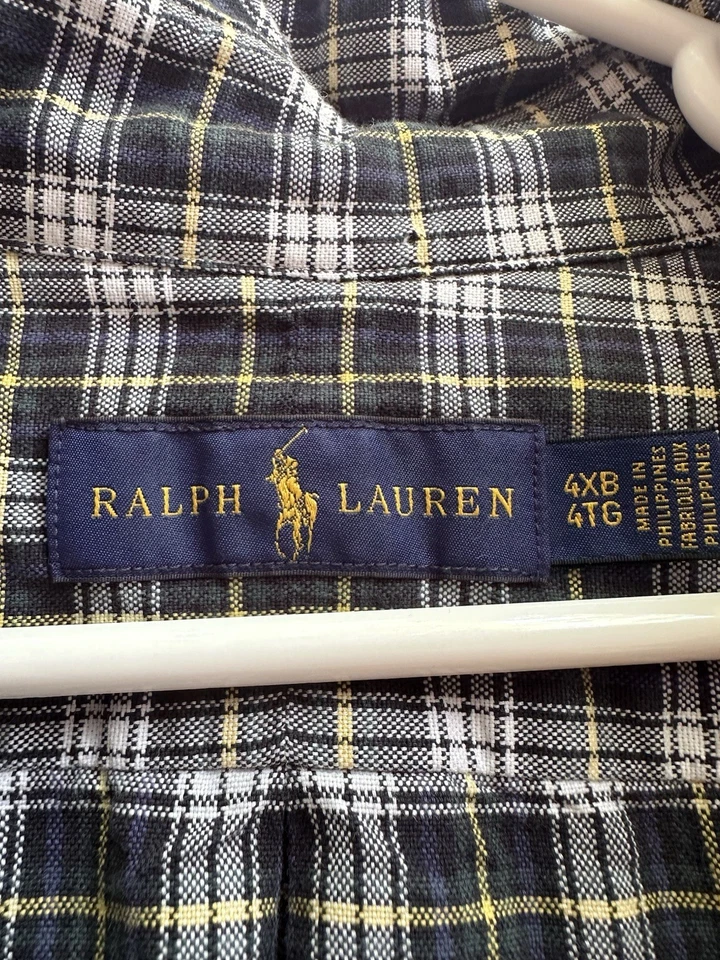 RALPH LAUREN
4XB
4TG
MADE IN
PHILIPPINES
FABRIQUÉ AUX
PHILIPPINES